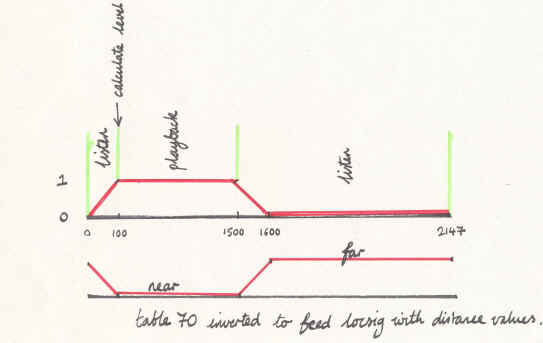 calculate level
listen
playback
listen
1
0
0 100 1500 1600 2147
far
near
table 70 inverted to feed locsig with distance values.